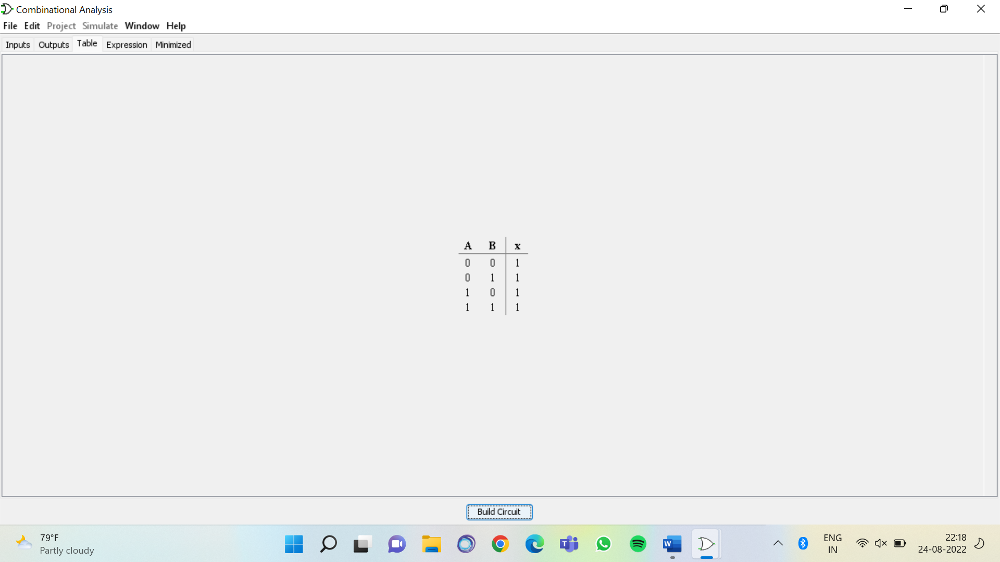 Combinational Analysis
File Edit Project Simulate Window Help
Inputs Outputs Table Expression Minimized
A B x
0 0 1
0 1 1
1 0 1
1 1 1
Build Circuit
79°F
Partly cloudy
ENG
IN
22:18
24-08-2022